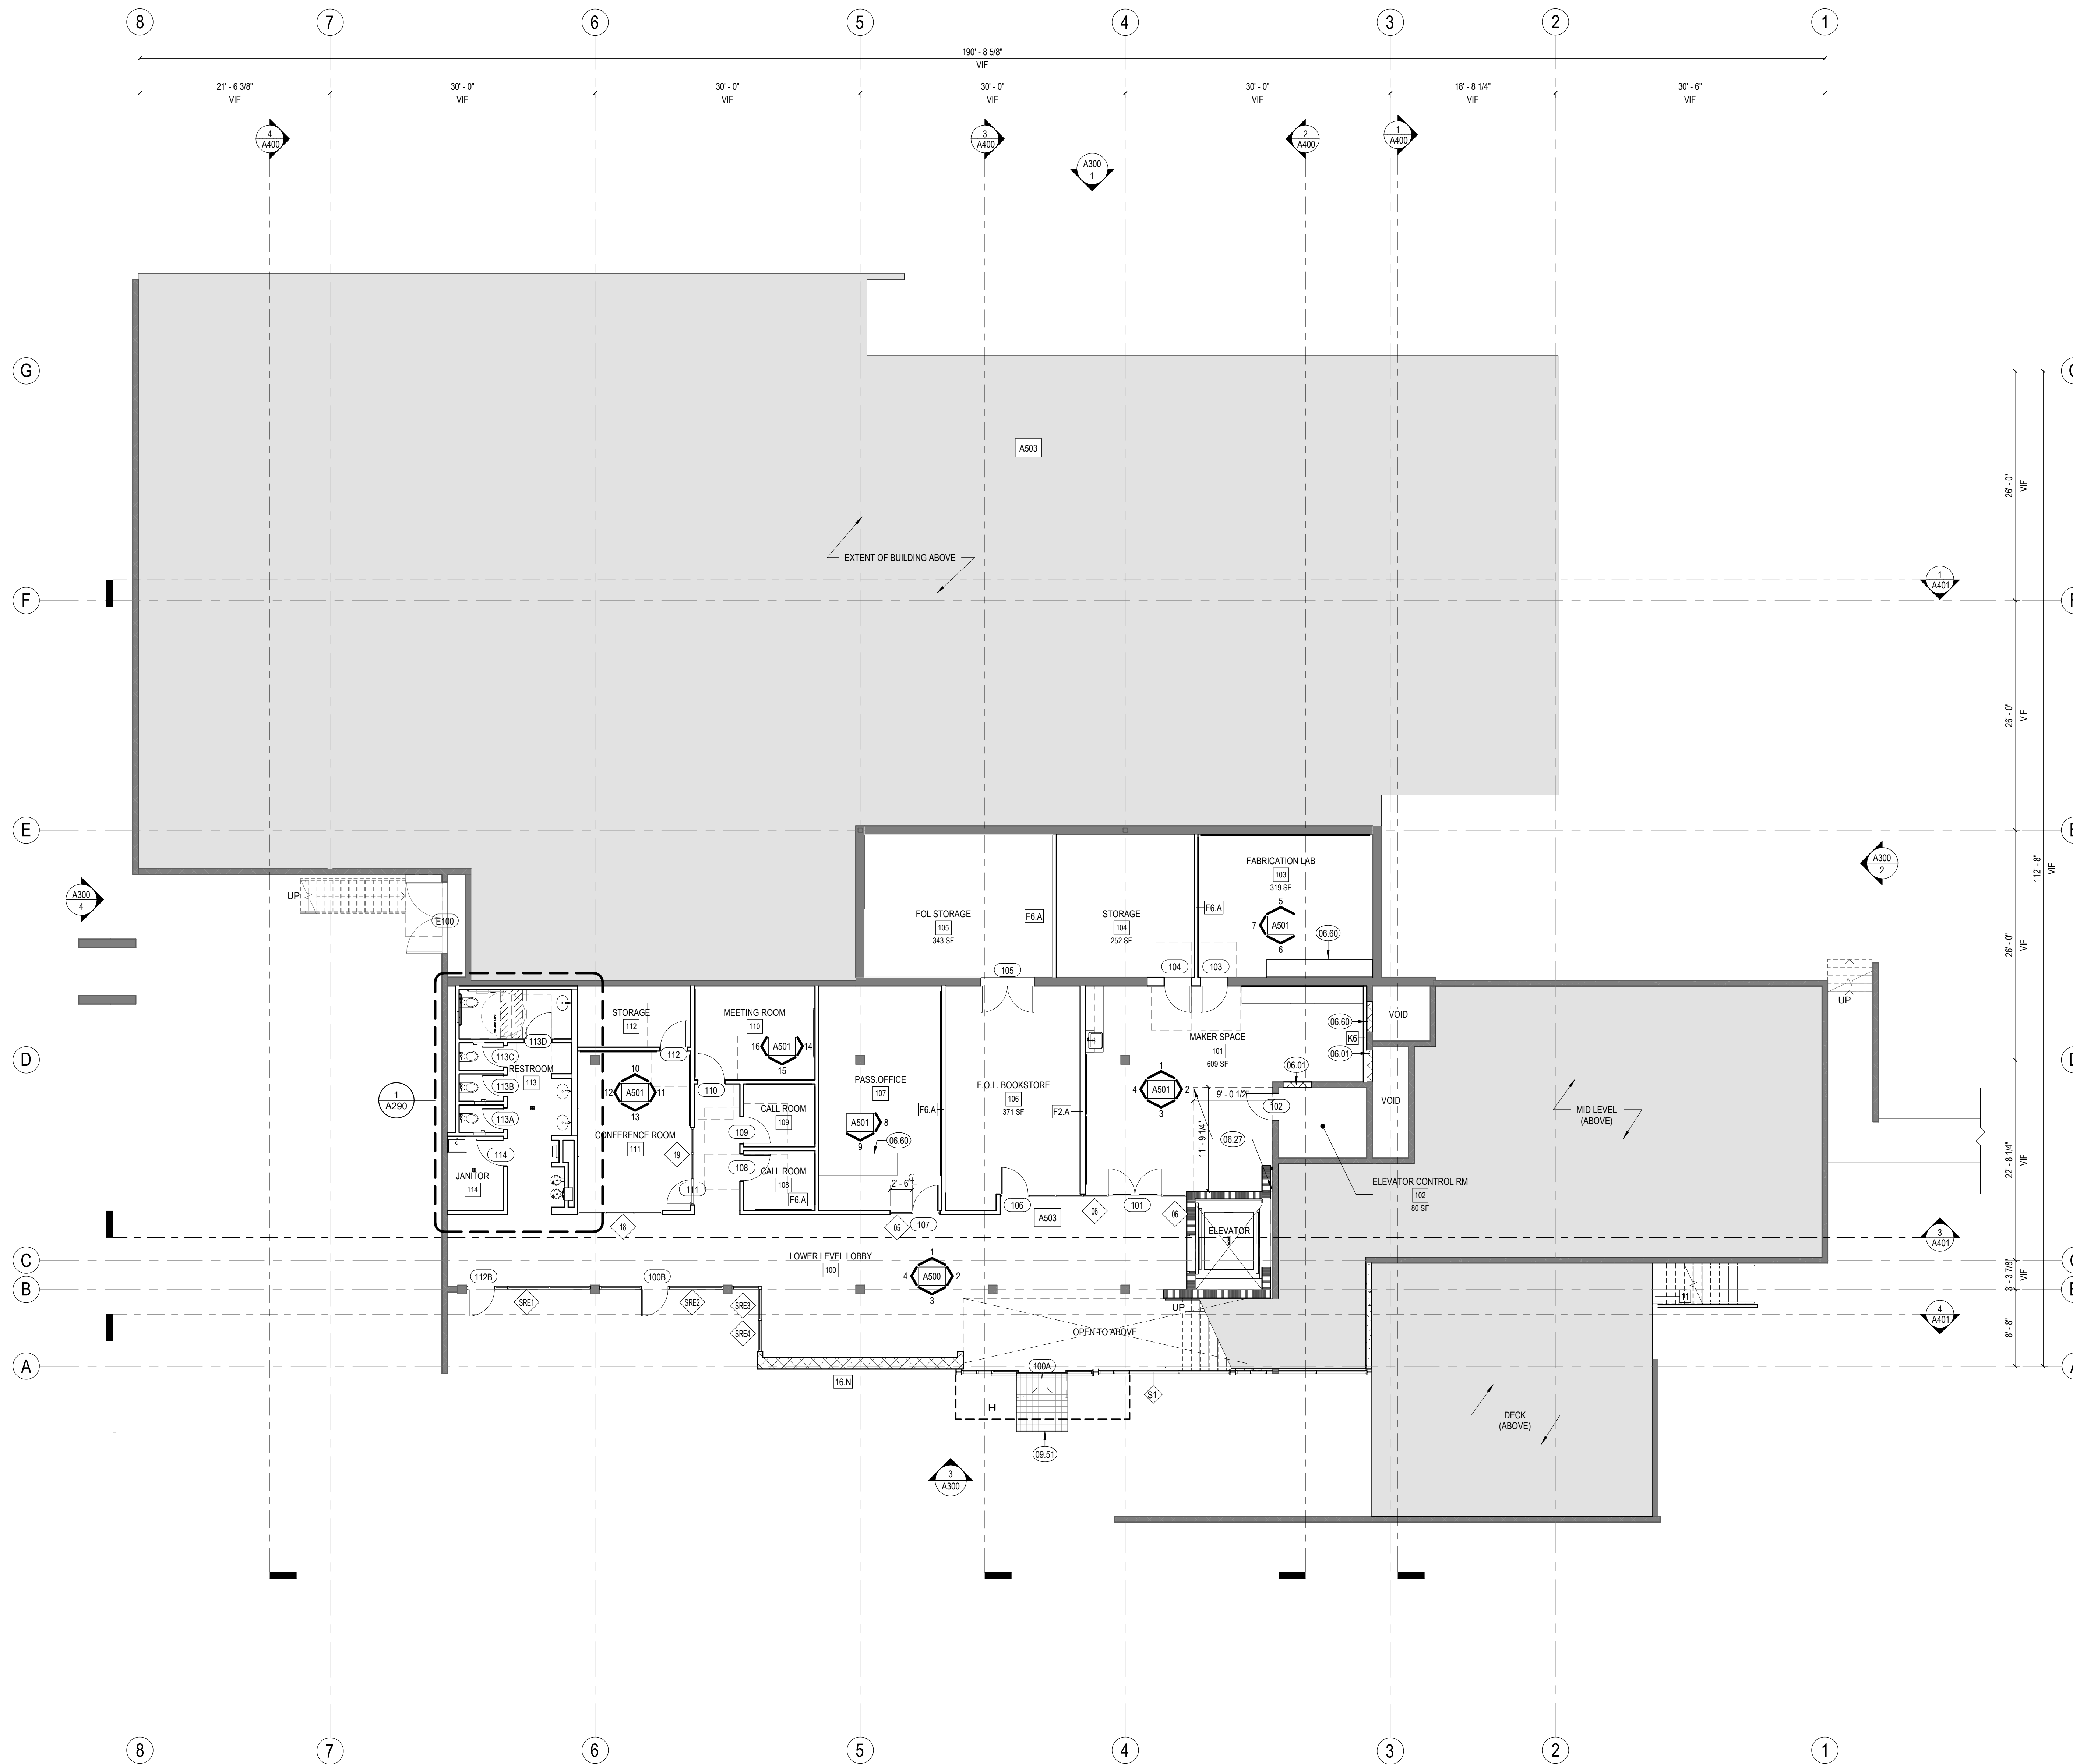 8 7 6 5 4 3 2 1
190' - 8 5/8"
VIF
21' - 6 3/8" 30' - 0" 30' - 0" 30' - 0" 30' - 0" 18' - 8 1/4" 30' - 6"
VIF VIF VIF VIF VIF VIF VIF
4
A400
3
A400
2
A400
1
A400
A300
1
G
A503
26' - 0"
VIF
EXTENT OF BUILDING ABOVE
1
A401
F
F
26' - 0"
VIF
E
112' - 8"
VIF
A300
4
A300
2
UP
E100
FOL STORAGE
105
343 SF
F6.A
STORAGE
104
252 SF
F6.A
FABRICATION LAB
103
319 SF
5
7 A501
6
06.60
26' - 0"
VIF
105
104
103
UP
STORAGE
112
MEETING ROOM
110
16 A501 14
15
VOID
06.60
K6
06.01
MAKER SPACE
101
609 SF
113D
113C
112
D
RESTROOM
113
113B
113A
1
A290
10
12 A501 11
13
110
PASS.OFFICE
107
F.O.L. BOOKSTORE
106
371 SF
06.01
1
4 A501 2
3
9' - 0 1/2"
102
VOID
MID LEVEL
(ABOVE)
CALL ROOM
109
109
A501 8
9
F6.A
F2.A
CONFERENCE ROOM
111
06.60
11' - 9 1/4"
06.27
22' - 8 1/4"
VIF
114
19
108
CALL ROOM
108
JANITOR
114
F6.A
111
2' - 6"
ELEVATOR CONTROL RM
102
80 SF
106
101
A503
06
06
18
05
107
ELEVATOR
3
A401
LOWER LEVEL LOBBY
100
1
4 A500 2
3
C
B
3' - 3 7/8"
VIF
112B
100B
SRE1
SRE2
SRE3
SRE4
UP
11
4
A401
OPEN TO ABOVE
8' - 8"
VIF
A
100A
16.N
S1
H
DECK
(ABOVE)
09.51
3
A300
8 7 6 5 4 3 2 1